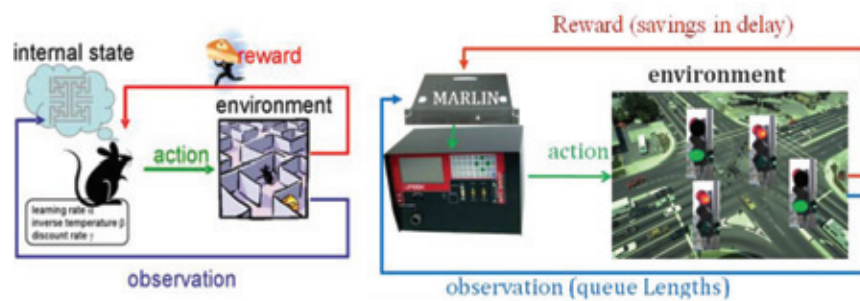 internal state
reward
environment
action
learning rate α
inverse temperature β
discount rate γ
observation
Reward (savings in delay)
environment
MARLIN
action
observation (queue Lengths)